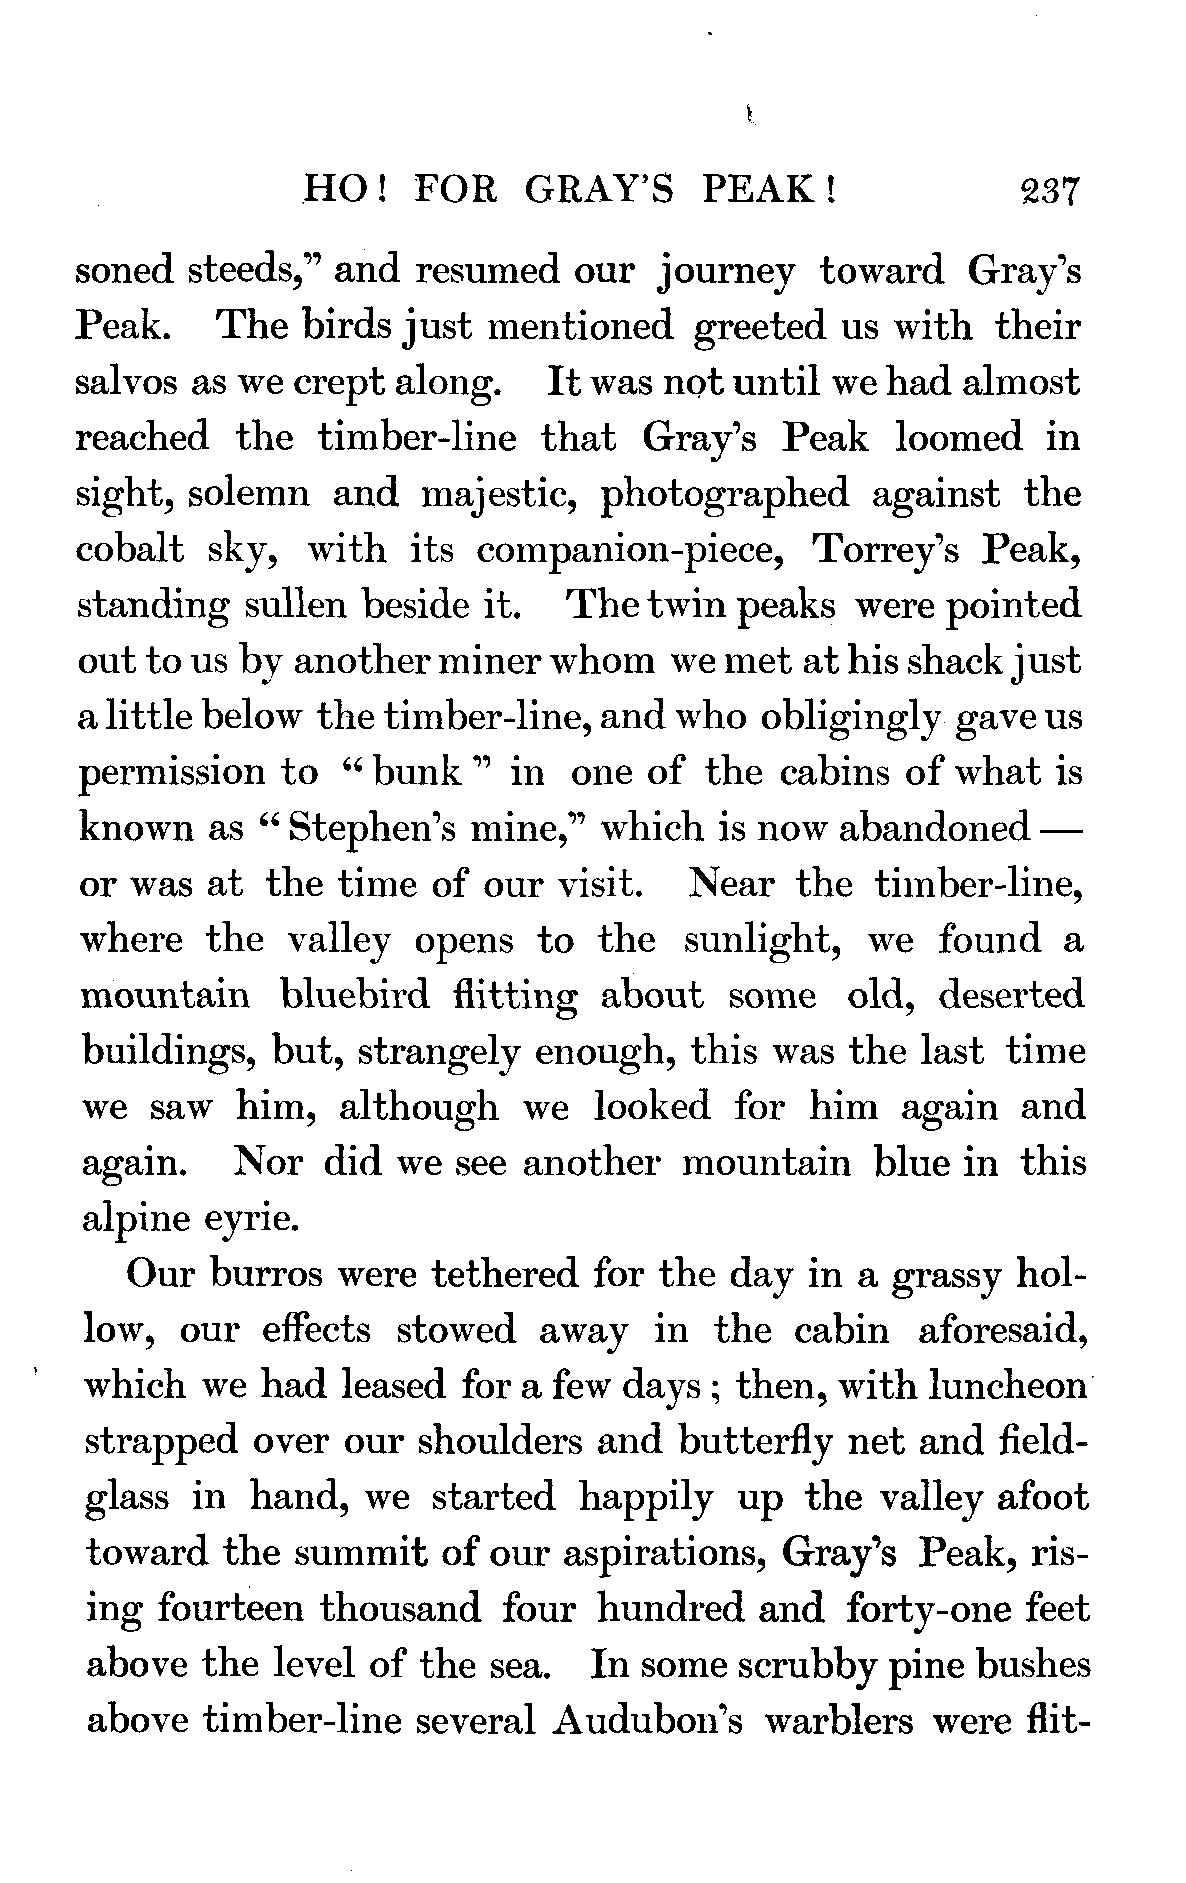 HO! FOR GRAY'S PEAK! 237
soned steeds,” and resumed our journey toward Gray's
Peak. The birds just mentioned greeted us with their
salvos as we crept along. It was not until we had almost
reached the timber-line that Gray's Peak loomed in
sight, solemn and majestic, photographed against the
cobalt sky, with its companion-piece, Torrey's Peak,
standing sullen beside it. The twin peaks were pointed
out to us by another miner whom we met at his shack just
a little below the timber-line, and who obligingly gave us
permission to “ bunk ” in one of the cabins of what is
known as “ Stephen's mine,” which is now abandoned —
or was at the time of our visit. Near the timber-line,
where the valley opens to the sunlight, we found a
mountain bluebird flitting about some old, deserted
buildings, but, strangely enough, this was the last time
we saw him, although we looked for him again and
again. Nor did we see another mountain blue in this
alpine eyrie.
Our burros were tethered for the day in a grassy hol-
low, our effects stowed away in the cabin aforesaid,
which we had leased for a few days ; then, with luncheon
strapped over our shoulders and butterfly net and field-
glass in hand, we started happily up the valley afoot
toward the summit of our aspirations, Gray's Peak, ris-
ing fourteen thousand four hundred and forty-one feet
above the level of the sea. In some scrubby pine bushes
above timber-line several Audubon's warblers were flit-